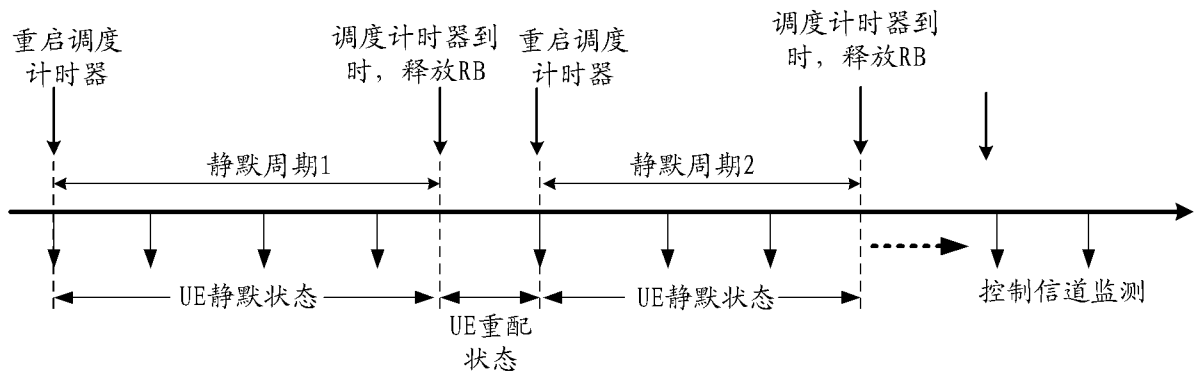 重启调度
计时器
调度计时器到
时，释放RB
重启调度
计时器
调度计时器到
时，释放RB
静默周期1
静默周期2
UE静默状态
UE重配
状态
UE静默状态
控制信道监测